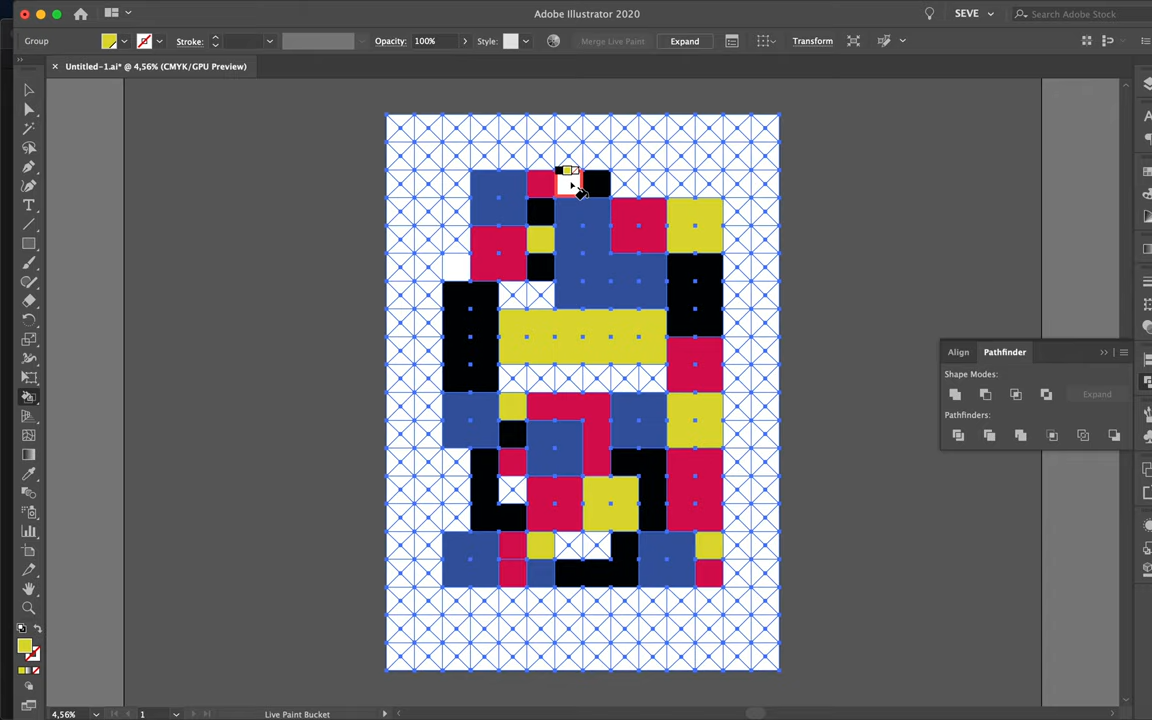 Adobe Illustrator 2020
SEVE
Search Adobe Stock
Group
Stroke:
Opacity:
100%
Style:
Merge Live Paint
Expand
Transform
Untitled-1.ai* @ 4,56% (CMYK/GPU Preview)
Align
Pathfinder
Shape Modes:
Expand
Pathfinders:
4,56%
1
Live Paint Bucket